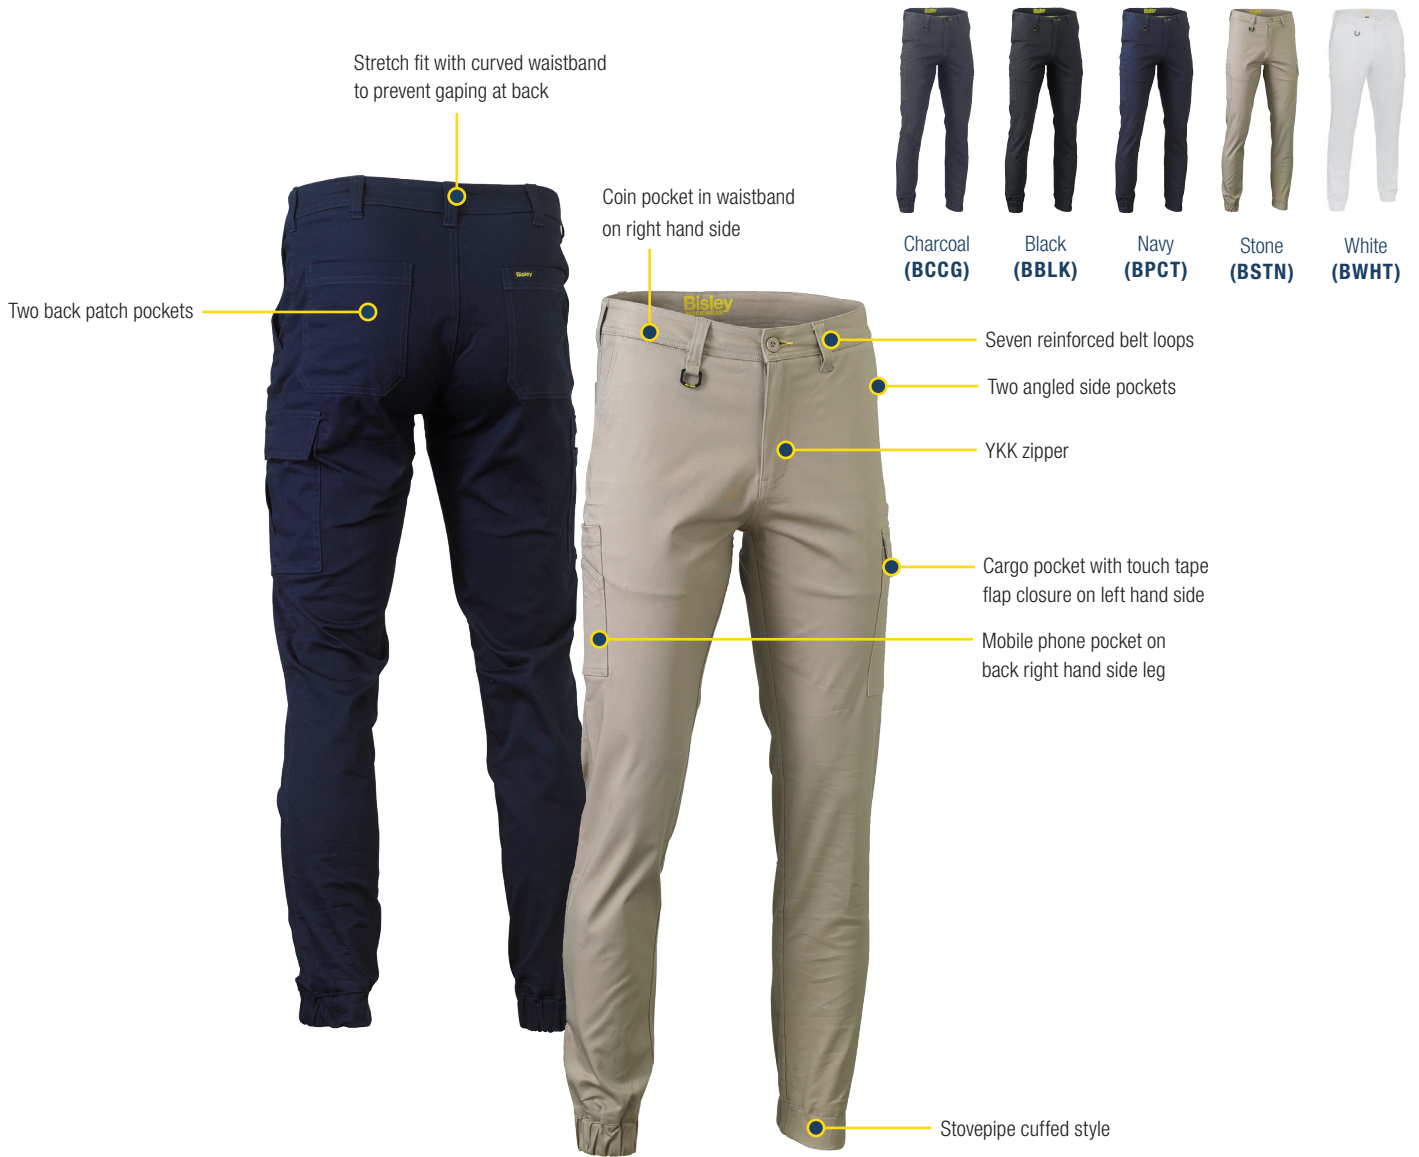 Stretch fit with curved waistband
to prevent gaping at back
Coin pocket in waistband
on right hand side
Charcoal
(BCCG)
Black
(BBLK)
Navy
(BPCT)
Stone
(BSTN)
White
(BWHT)
Two back patch pockets
Bisley
Bisley
WORKWEAR
Seven reinforced belt loops
Two angled side pockets
YKK zipper
Cargo pocket with touch tape
flap closure on left hand side
Mobile phone pocket on
back right hand side leg
Stovepipe cuffed style